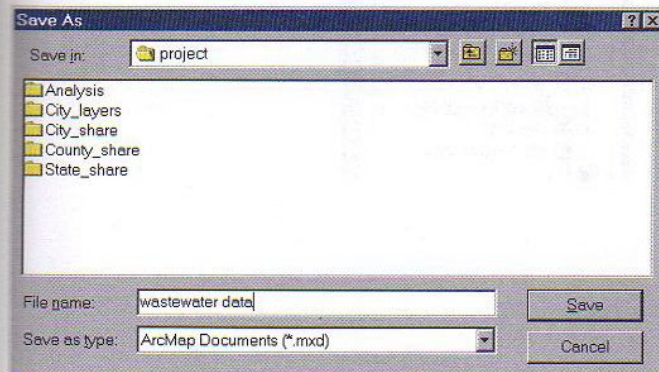 Save As
Save in: project
Analysis
City_layers
City_share
County_share
State_share
File name: wastewater data Save
Save as type: ArcMap Documents (*.mxd) Cancel